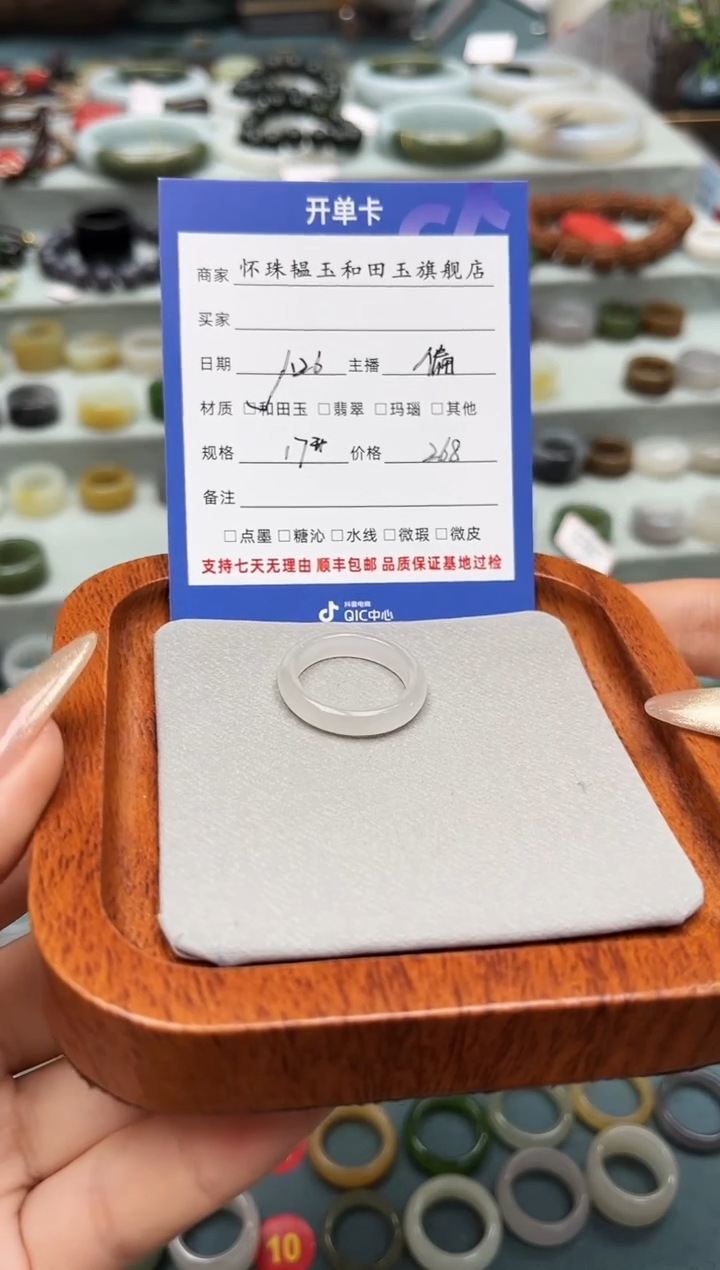 开单卡
商家 怀珠韫玉和田玉旗舰店
买家
日期 1.26 主播 偏
材质 ☑和田玉 □翡翠 □玛瑙 □其他
规格 17# 价格 268
备注
□点墨 □糖沁 □水线 □微瑕 □微皮
支持七天无理由 顺丰包邮 品质保证基地过检
抖音电商
QIC中心
10